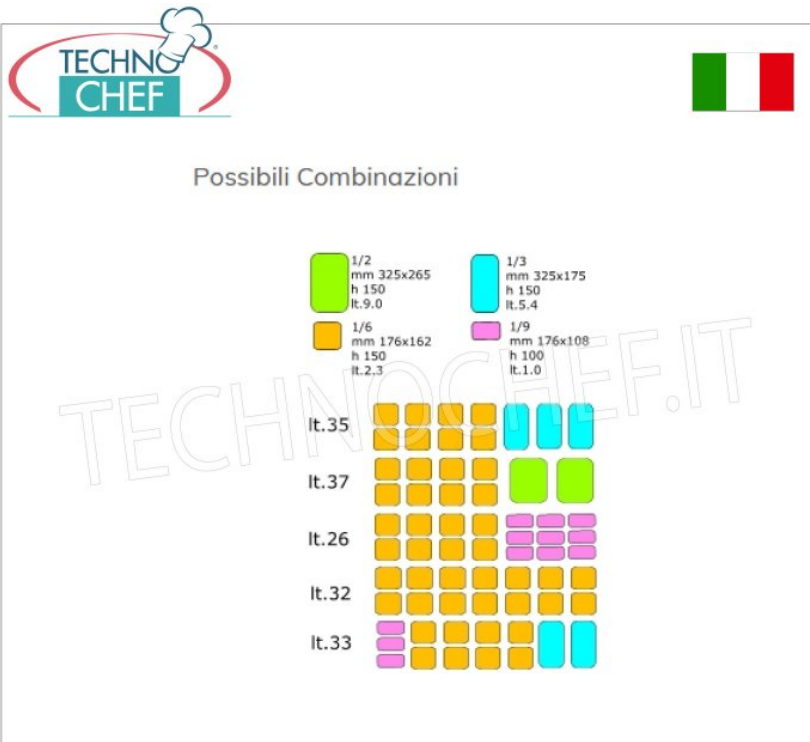 TECHNO
CHEF
Possibili Combinazioni
1/2
mm 325x265
h 150
lt.9.0
1/3
mm 325x175
h 150
lt.5.4
1/6
mm 176x162
h 150
lt.2.3
1/9
mm 176x108
h 100
lt.1.0
TECHNOCHEF.IT
lt.35
lt.37
lt.26
lt.32
lt.33